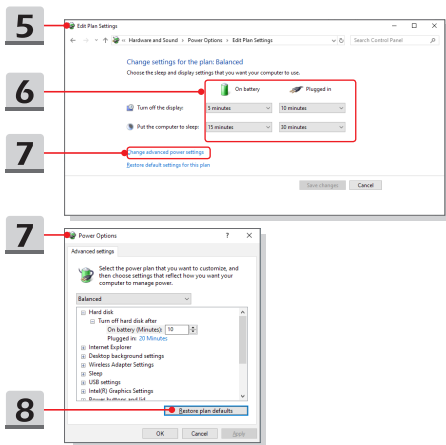 5
Edit Plan Settings
« Hardware and Sound › Power Options › Edit Plan Settings
Search Control Panel
Change settings for the plan: Balanced
Choose the sleep and display settings that you want your computer to use.
6
On battery Plugged in
Turn off the display: 5 minutes 10 minutes
Put the computer to sleep: 15 minutes 30 minutes
7
Change advanced power settings
Restore default settings for this plan
Save changes Cancel
7
Power Options ? ×
Advanced settings
Select the power plan that you want to customize, and
then choose settings that reflect how you want your
computer to manage power.
Balanced
Hard disk
Turn off hard disk after
On battery (Minutes): 10
Plugged in: 20 Minutes
Internet Explorer
Desktop background settings
Wireless Adapter Settings
Sleep
USB settings
Intel(R) Graphics Settings
Power buttons and lid
8
Restore plan defaults
OK Cancel Apply